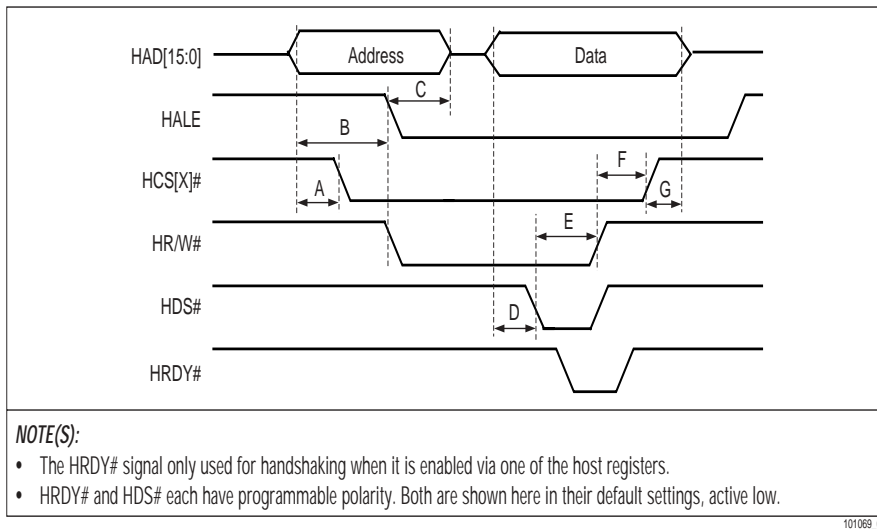 HAD[15:0]
Address
Data
C
HALE
B
F
HCS[X]#
A
G
E
HR/W#
HDS#
D
HRDY#
NOTE(S):
• The HRDY# signal only used for handshaking when it is enabled via one of the host registers.
• HRDY# and HDS# each have programmable polarity. Both are shown here in their default settings, active low.
101069